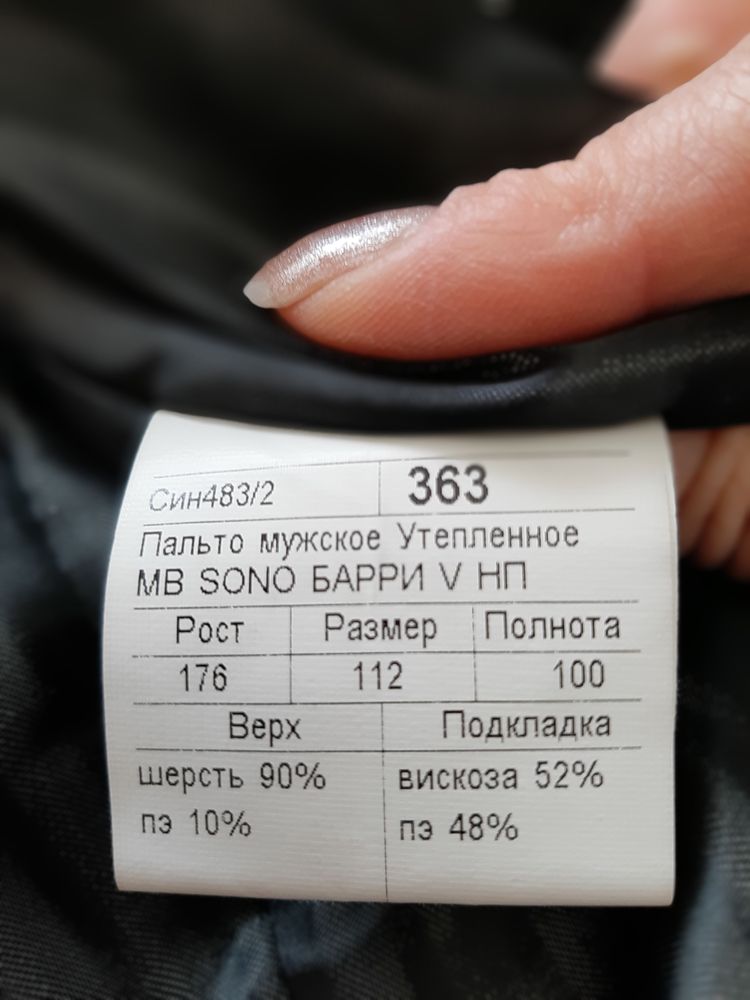 Син483/2 363
Пальто мужское Утепленное
МВ SONO БАРРИ V НП
Рост Размер Полнота
176 112 100
Верх Подкладка
шерсть 90% вискоза 52%
пэ 10% пэ 48%